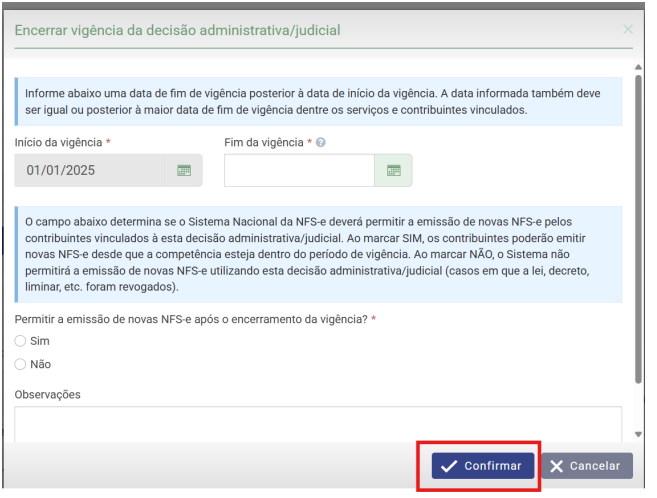 Encerrar vigência da decisão administrativa/judicial
Informe abaixo uma data de fim de vigência posterior à data de início da vigência. A data informada também deve
ser igual ou posterior à maior data de fim de vigência dentre os serviços e contribuintes vinculados.
Início da vigência *
Fim da vigência *
01/01/2025
O campo abaixo determina se o Sistema Nacional da NFS-e deverá permitir a emissão de novas NFS-e pelos
contribuintes vinculados à esta decisão administrativa/judicial. Ao marcar SIM, os contribuintes poderão emitir
novas NFS-e desde que a competência esteja dentro do período de vigência. Ao marcar NÃO, o Sistema não
permitirá a emissão de novas NFS-e utilizando esta decisão administrativa/judicial (casos em que a lei, decreto,
liminar, etc. foram revogados).
Permitir a emissão de novas NFS-e após o encerramento da vigência? *
Sim
Não
Observações
Confirmar
Cancelar